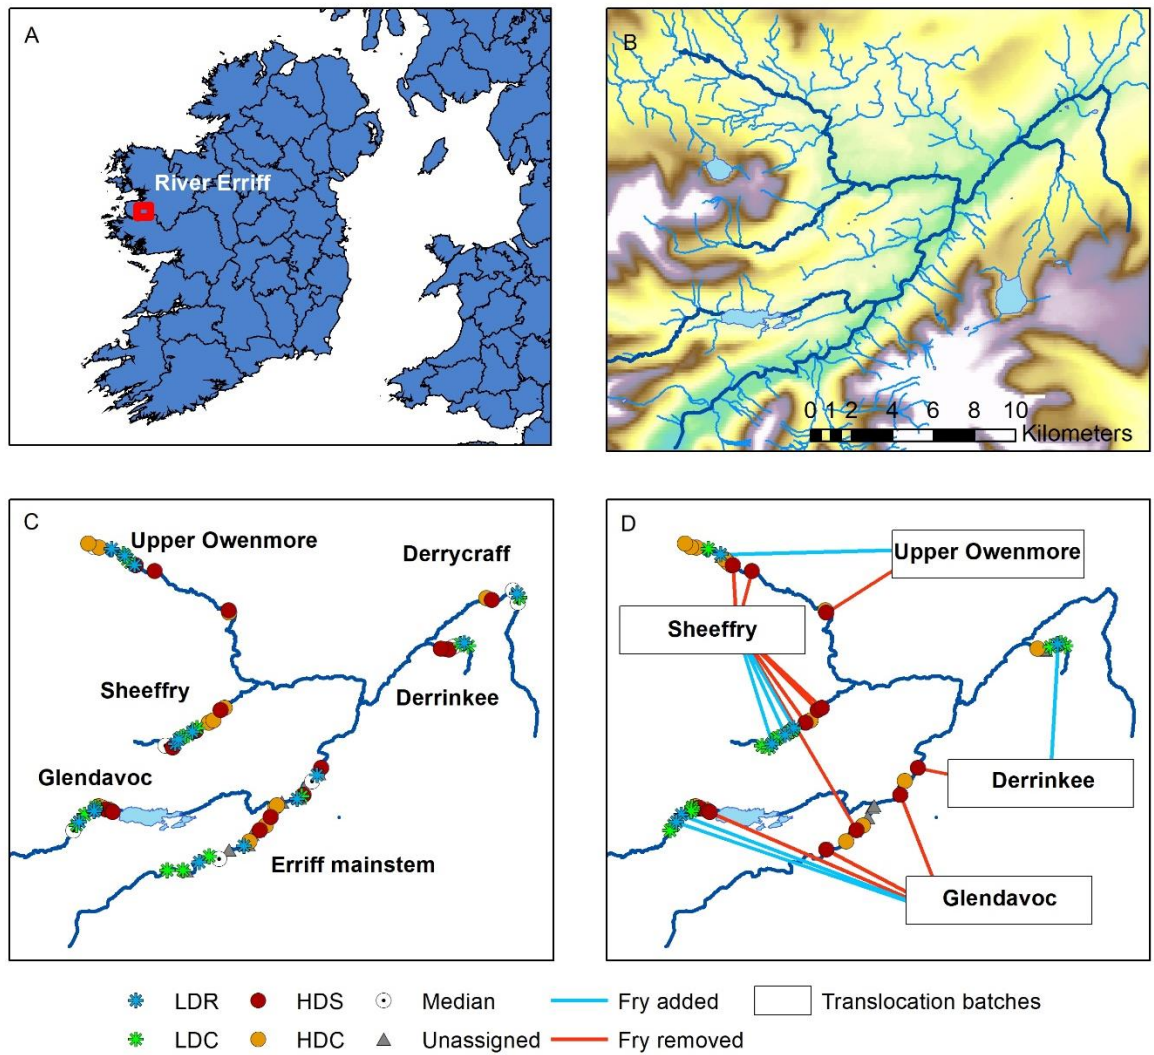 A
River Erriff
B
0 1 2 4 6 8 10
Kilometers
C
Upper Owenmore
Derrycraff
Sheeffry
Derrinkee
Glendavoc
Erriff mainstem
D
Upper Owenmore
Sheeffry
Derrinkee
Glendavoc
LDR HDS Median Fry added Translocation batches
LDC HDC Unassigned Fry removed